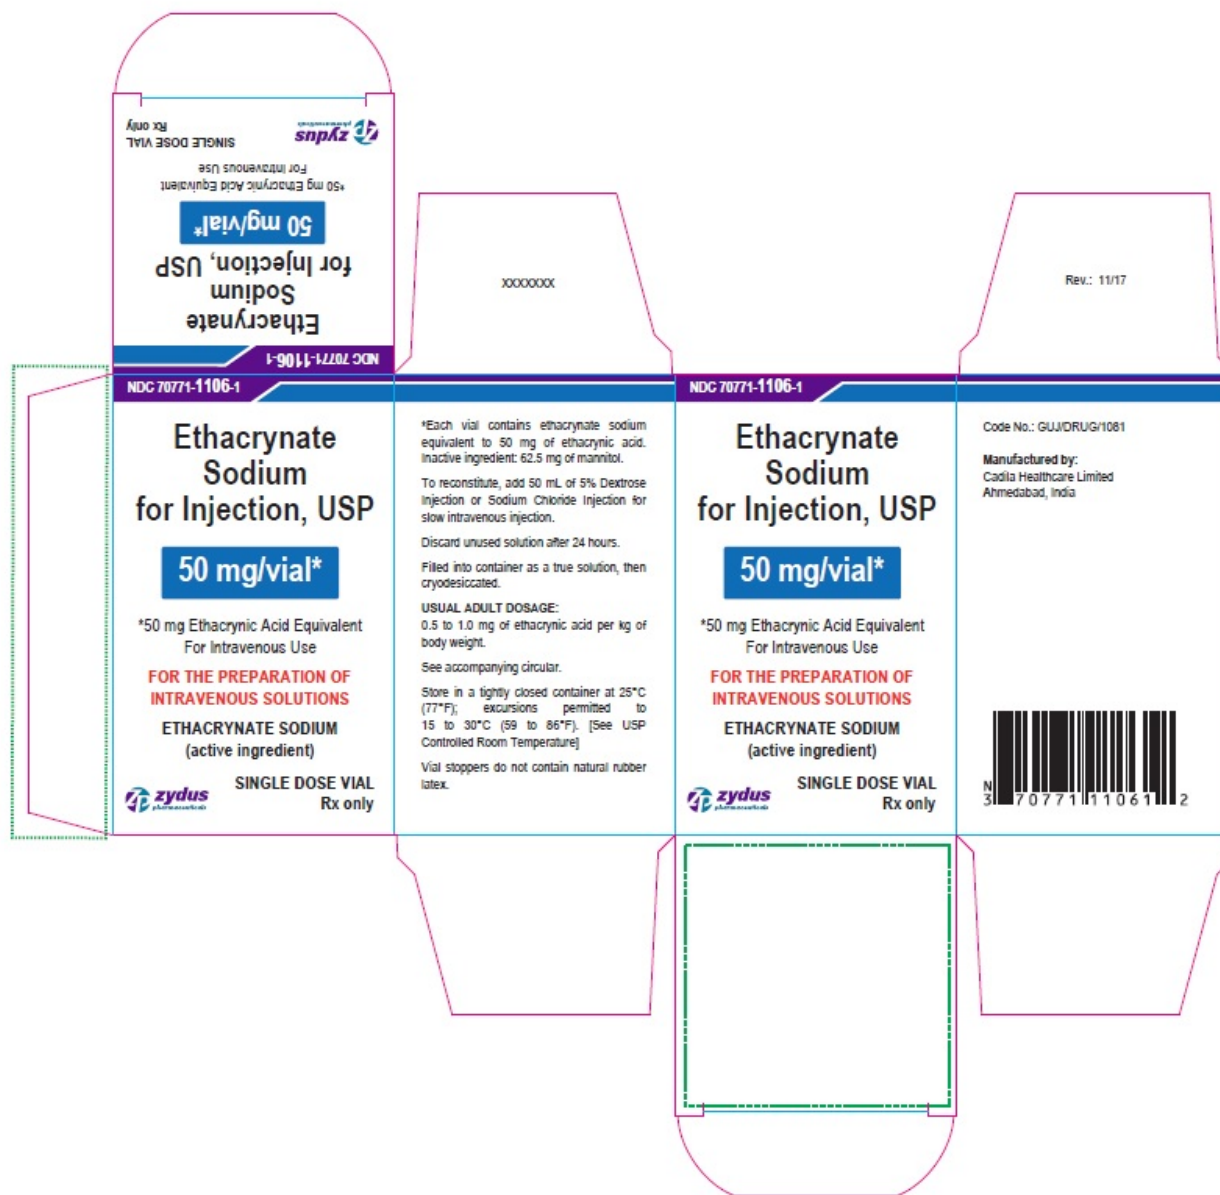 Rx only
SINGLE DOSE VIAL
zydus
pharmaceuticals
For Intravenous Use
*50 mg Ethacrynic Acid Equivalent
50 mg/vial*
for Injection, USP
Sodium
Ethacrynate
NDC 70771-1106-1
XXXXXXX
Rev.: 11/17
NDC 70771-1106-1
Ethacrynate
Sodium
for Injection, USP
50 mg/vial*
*50 mg Ethacrynic Acid Equivalent
For Intravenous Use
FOR THE PREPARATION OF
INTRAVENOUS SOLUTIONS
ETHACRYNATE SODIUM
(active ingredient)
SINGLE DOSE VIAL
Rx only
zydus
pharmaceuticals
*Each vial contains ethacrynate sodium
equivalent to 50 mg of ethacrynic acid.
Inactive ingredient: 62.5 mg of mannitol.
To reconstitute, add 50 mL of 5% Dextrose
Injection or Sodium Chloride Injection for
slow intravenous injection.
Discard unused solution after 24 hours.
Filled into container as a true solution, then
cryodesiccated.
USUAL ADULT DOSAGE:
0.5 to 1.0 mg of ethacrynic acid per kg of
body weight.
See accompanying circular.
Store in a tightly closed container at 25°C
(77°F); excursions permitted to
15 to 30°C (59 to 86°F). [See USP
Controlled Room Temperature]
Vial stoppers do not contain natural rubber
latex.
NDC 70771-1106-1
Ethacrynate
Sodium
for Injection, USP
50 mg/vial*
*50 mg Ethacrynic Acid Equivalent
For Intravenous Use
FOR THE PREPARATION OF
INTRAVENOUS SOLUTIONS
ETHACRYNATE SODIUM
(active ingredient)
SINGLE DOSE VIAL
Rx only
zydus
pharmaceuticals
Code No.: GUJ/DRUG/1081
Manufactured by:
Cadila Healthcare Limited
Ahmedabad, India
N
3 70771 11061 2